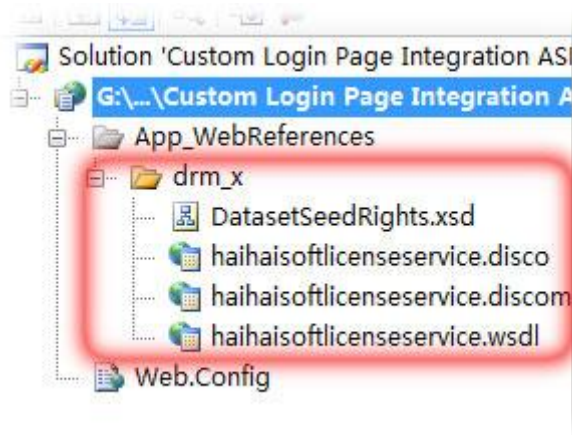 Solution 'Custom Login Page Integration ASI
G:\...\Custom Login Page Integration A
App_WebReferences
drm_x
DatasetSeedRights.xsd
haihaisoftlicenseservice.disco
haihaisoftlicenseservice.discom
haihaisoftlicenseservice.wsdl
Web.Config